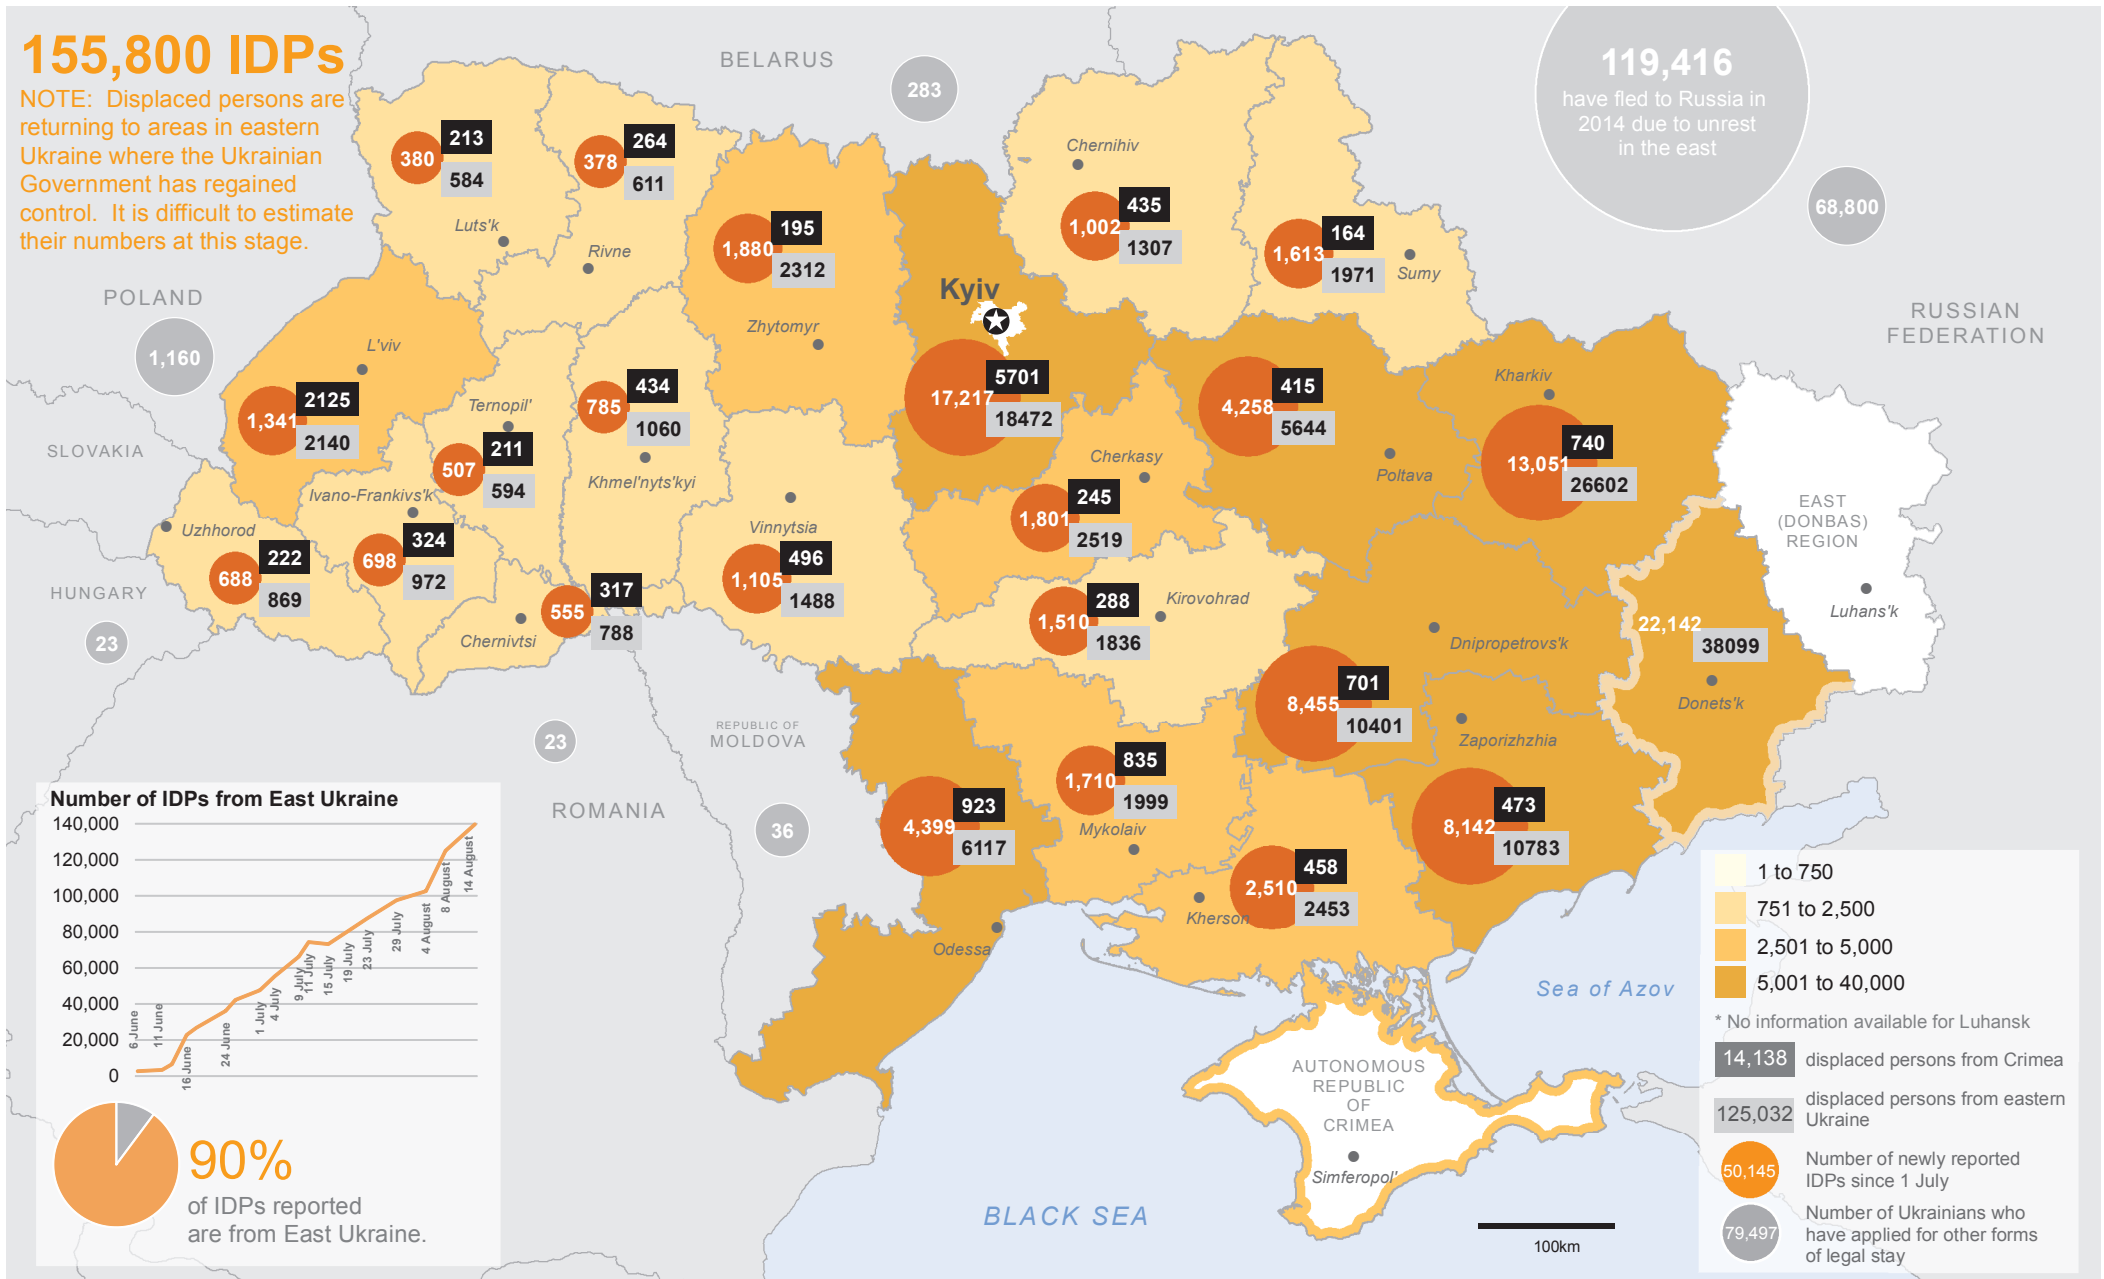 155,800 IDPs
NOTE: Displaced persons are
returning to areas in eastern
Ukraine where the Ukrainian
Government has regained
control. It is difficult to estimate
their numbers at this stage.
BELARUS
283
119,416
have fled to Russia in
2014 due to unrest
in the east
68,800
RUSSIAN
FEDERATION
POLAND
1,160
SLOVAKIA
HUNGARY
23
23
ROMANIA
REPUBLIC OF
MOLDOVA
36
380
213
584
Luts'k
378
264
611
Rivne
1,880
195
2312
Zhytomyr
Kyiv
17,217
5701
18472
Chernihiv
1,002
435
1307
1,613
164
1971
Sumy
L'viv
1,341
2125
2140
Ternopil'
507
211
594
785
434
1060
Khmel'nyts'kyi
Ivano-Frankivs'k
698
324
972
Uzhhorod
688
222
869
Chernivtsi
555
317
788
Vinnytsia
1,105
496
1488
Cherkasy
1,801
245
2519
4,258
415
5644
Poltava
Kharkiv
13,051
740
26602
EAST
(DONBAS)
REGION
Luhans'k
1,510
288
1836
Kirovohrad
Dnipropetrovs'k
8,455
701
10401
22,142
38099
Donets'k
Zaporizhzhia
8,142
473
10783
1,710
835
1999
Mykolaiv
4,399
923
6117
Odessa
2,510
458
2453
Kherson
Sea of Azov
AUTONOMOUS
REPUBLIC
OF
CRIMEA
Simferopol'
BLACK SEA
100km
Number of IDPs from East Ukraine
140,000
120,000
100,000
80,000
60,000
40,000
20,000
0
6 June
11 June
16 June
24 June
1 July
4 July
9 July
11 July
15 July
19 July
23 July
29 July
4 August
8 August
14 August
90%
of IDPs reported
are from East Ukraine.
1 to 750
751 to 2,500
2,501 to 5,000
5,001 to 40,000
* No information available for Luhansk
14,138 displaced persons from Crimea
125,032 displaced persons from eastern
Ukraine
50,145 Number of newly reported
IDPs since 1 July
79,497 Number of Ukrainians who
have applied for other forms
of legal stay